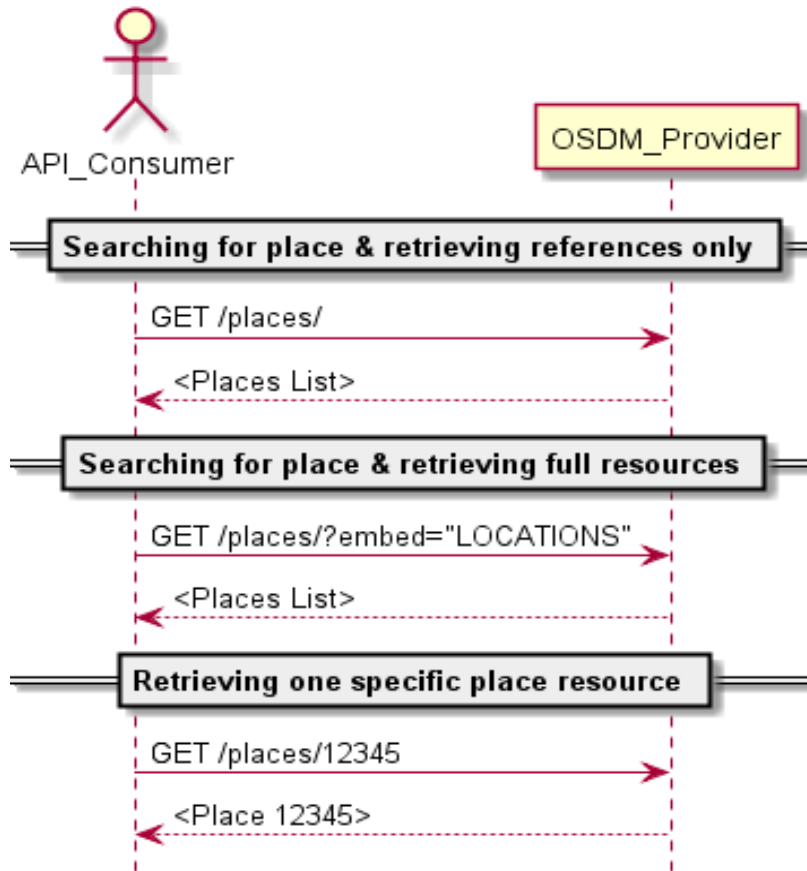 API_Consumer
OSDM_Provider
Searching for place & retrieving references only
GET /places/
<Places List>
Searching for place & retrieving full resources
GET /places/?embed="LOCATIONS"
<Places List>
Retrieving one specific place resource
GET /places/12345
<Place 12345>